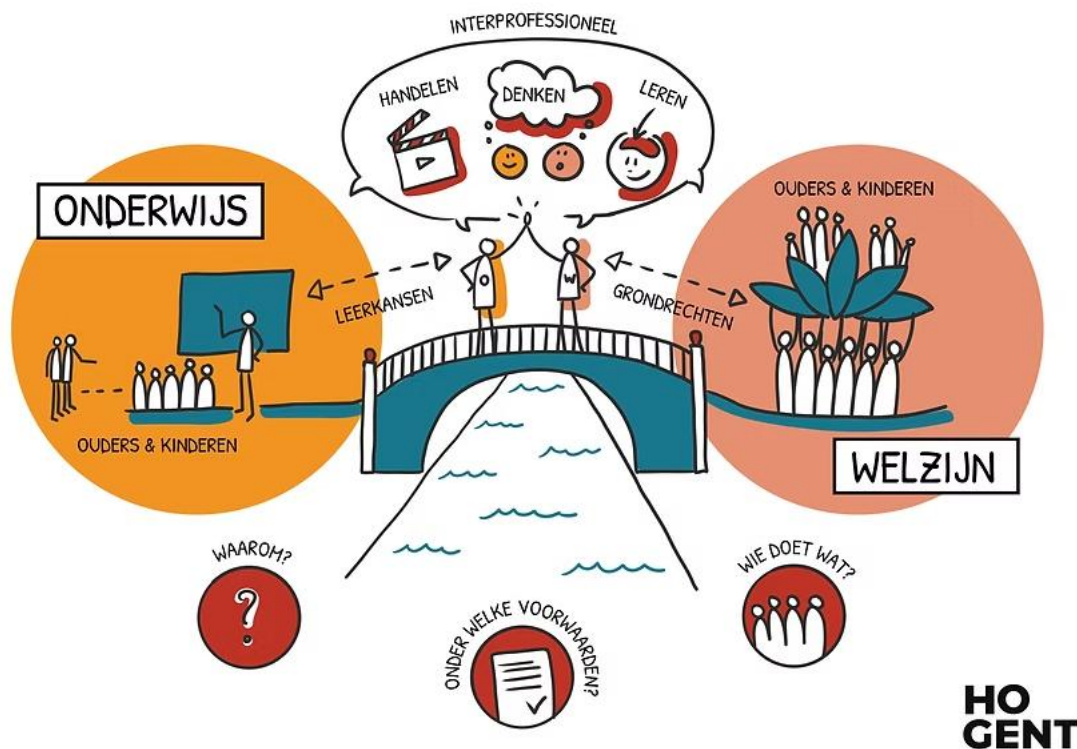 INTERPROFESSIONEEL
HANDELEN
DENKEN
LEREN
ONDERWIJS
OUDERS & KINDEREN
LEERKANSEN
O
W
GRONDRECHTEN
OUDERS & KINDEREN
WELZIJN
WAAROM?
?
ONDER WELKE VOORWAARDEN?
WIE DOET WAT?
HO
GENT